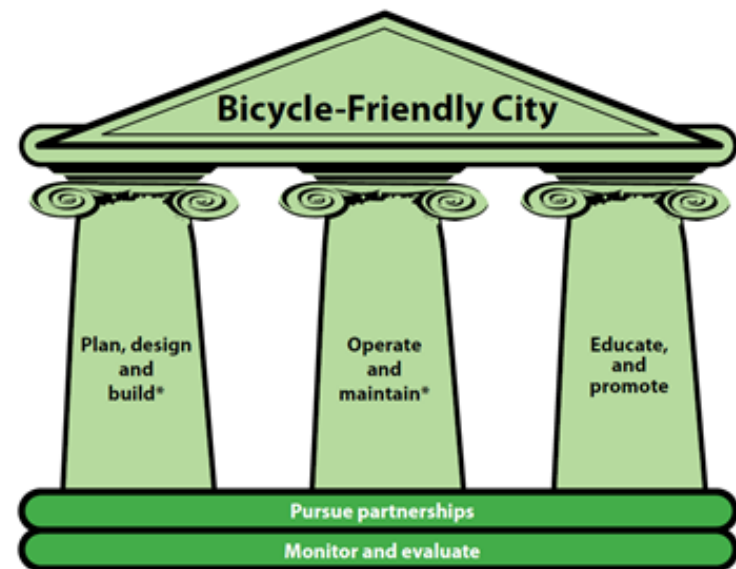 Bicycle-Friendly City
Plan, design
and
build*
Operate
and
maintain*
Educate,
and
promote
Pursue partnerships
Monitor and evaluate